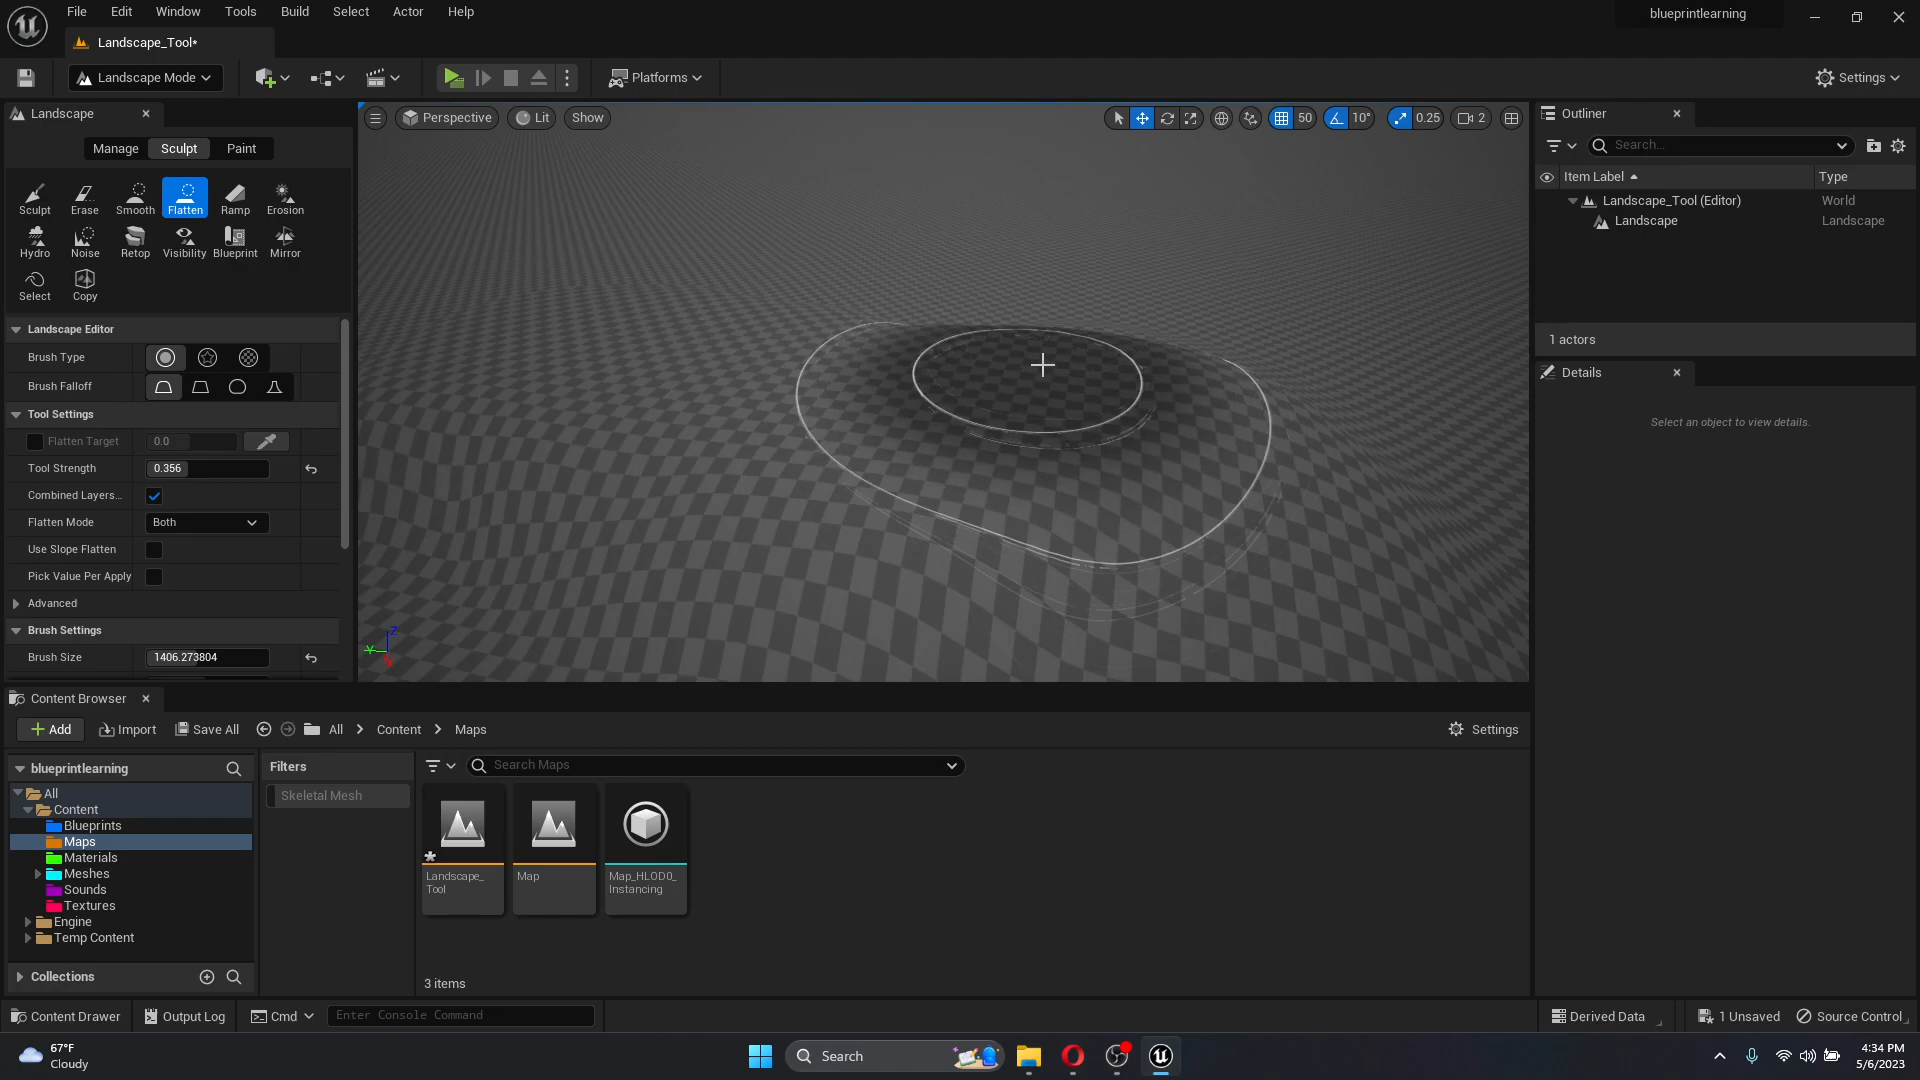 File Edit Window Tools Build Select Actor Help
blueprintlearning
Landscape_Tool*
Landscape Mode
Platforms
Settings
Landscape
Manage Sculpt Paint
Sculpt Erase Smooth Flatten Ramp Erosion
Hydro Noise Retop Visibility Blueprint Mirror
Select Copy
Landscape Editor
Brush Type
Brush Falloff
Tool Settings
Flatten Target 0.0
Tool Strength 0.356
Combined Layers...
Flatten Mode Both
Use Slope Flatten
Pick Value Per Apply
Advanced
Brush Settings
Brush Size 1406.273804
Perspective Lit Show
50 10° 0.25 2
Z
Y
Outliner
Search...
Item Label Type
Landscape_Tool (Editor) World
Landscape Landscape
1 actors
Details
Select an object to view details.
Content Browser
Add Import Save All All Content Maps
Settings
blueprintlearning
All
Content
Blueprints
Maps
Materials
Meshes
Sounds
Textures
Engine
Temp Content
Collections
Filters
Skeletal Mesh
Search Maps
Landscape_
Tool
Map
Map_HLOD0_
Instancing
3 items
Content Drawer Output Log Cmd Enter Console Command
Derived Data 1 Unsaved Source Control
67°F
Cloudy
Search
4:34 PM
5/6/2023